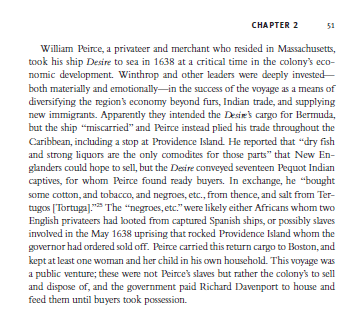 CHAPTER 2 51
William Peirce, a privateer and merchant who resided in Massachusetts,
took his ship Desire to sea in 1638 at a critical time in the colony's eco-
nomic development. Winthrop and other leaders were deeply invested—
both materially and emotionally—in the success of the voyage as a means of
diversifying the region's economy beyond furs, Indian trade, and supplying
new immigrants. Apparently they intended the Desire's cargo for Bermuda,
but the ship "miscarried" and Peirce instead plied his trade throughout the
Caribbean, including a stop at Providence Island. He reported that "dry fish
and strong liquors are the only comodites for those parts" that New En-
glanders could hope to sell, but the Desire conveyed seventeen Pequot Indian
captives, for whom Peirce found ready buyers. In exchange, he "bought
some cotton, and tobacco, and negroes, etc., from thence, and salt from Ter-
tugos [Tortuga]."²⁵ The "negroes, etc." were likely either Africans whom two
English privateers had looted from captured Spanish ships, or possibly slaves
involved in the May 1638 uprising that rocked Providence Island whom the
governor had ordered sold off. Peirce carried this return cargo to Boston, and
kept at least one woman and her child in his own household. This voyage was
a public venture; these were not Peirce's slaves but rather the colony's to sell
and dispose of, and the government paid Richard Davenport to house and
feed them until buyers took possession.